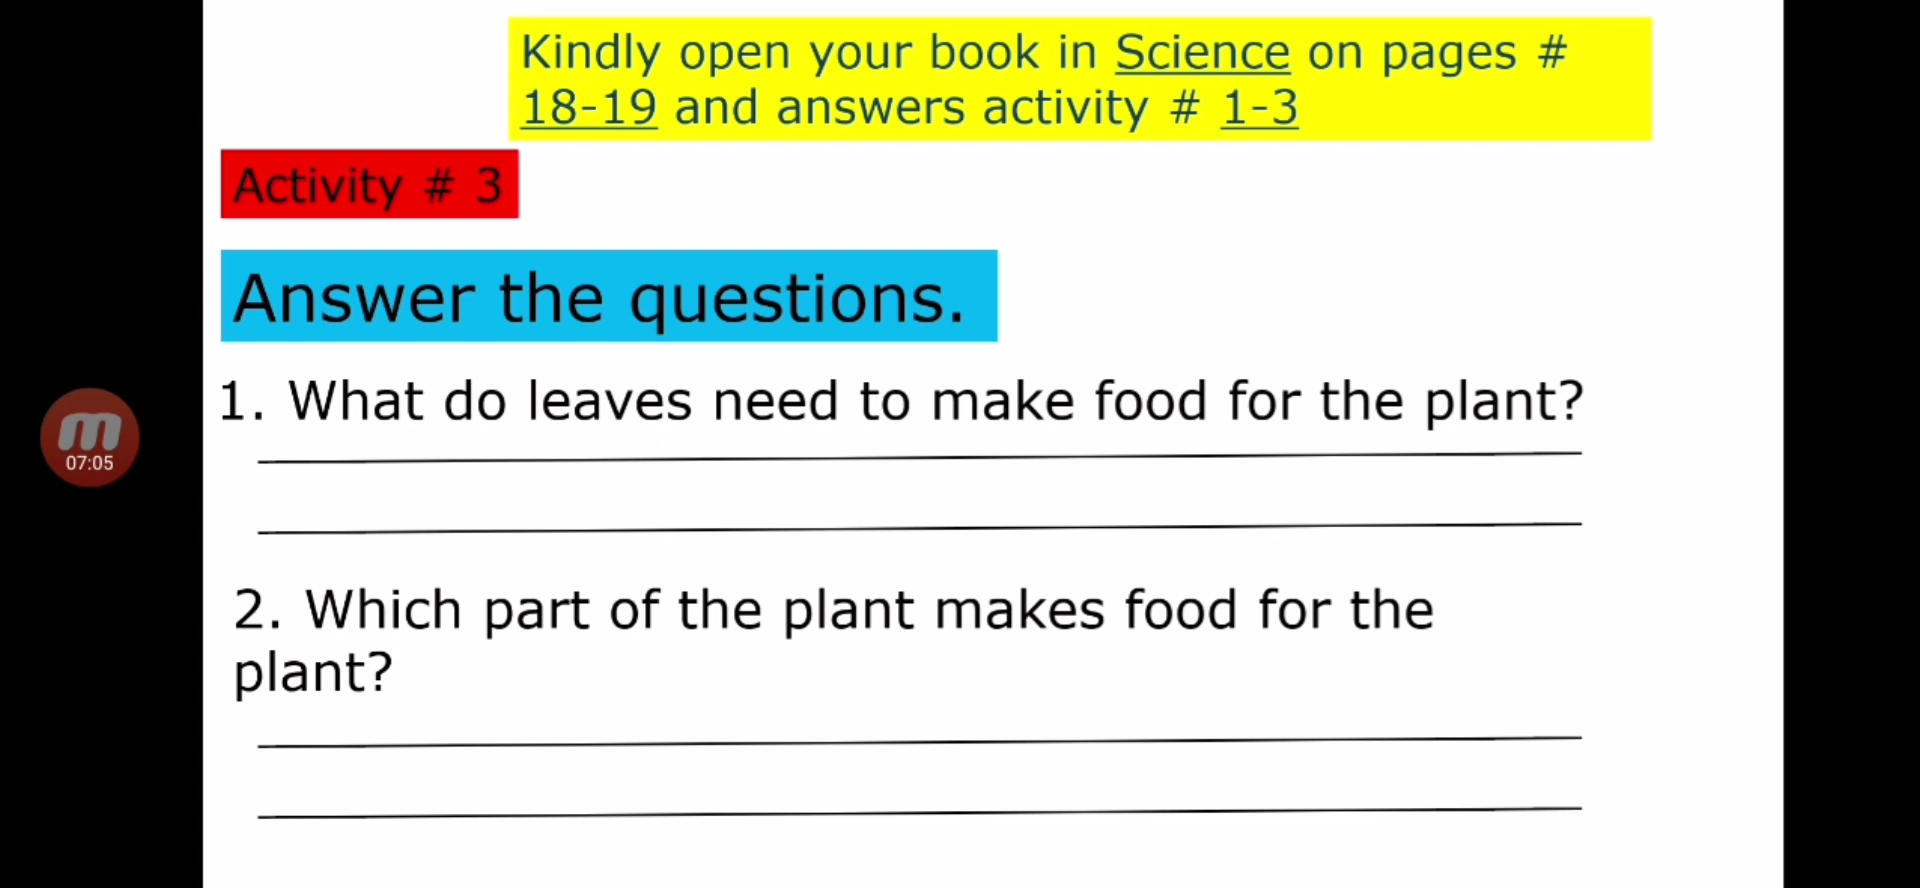 Kindly open your book in Science on pages #
18-19 and answers activity # 1-3
Activity # 3
Answer the questions.
1. What do leaves need to make food for the plant?
07:05
2. Which part of the plant makes food for the
plant?